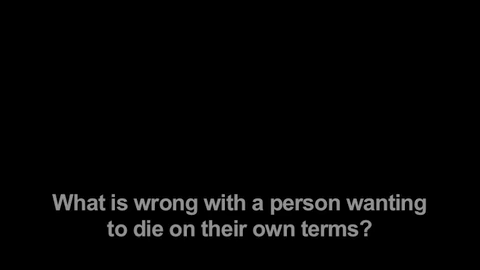 What is wrong with a person wanting
to die on their own terms?